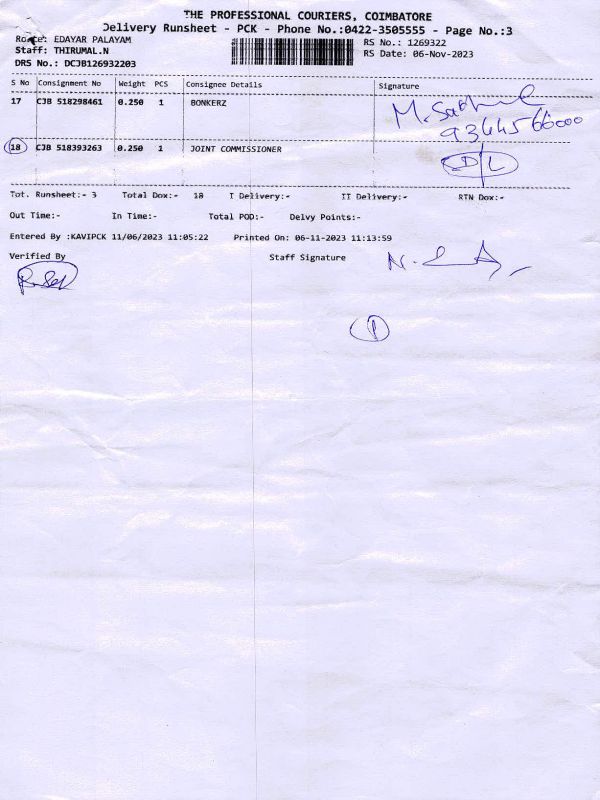 THE PROFESSIONAL COURIERS, COIMBATORE
Delivery Runsheet - PCK - Phone No.:0422-3505555 - Page No.:3
Route: EDAYAR PALAYAM
RS No.: 1269322
Staff: THIRUMAL.N
RS Date: 06-Nov-2023
DRS No.: DCJB126932203
S No Consignment No Weight PCS Consignee Details Signature
17 CJB 518298461 0.250 1 BONKERZ
M.
9344566000
18 CJB 518393263 0.250 1 JOINT COMMISSIONER
D/L
Tot. Runsheet:- 3 Total Dox:- 18 I Delivery:- II Delivery:- RTN Dox:-
Out Time:- In Time:- Total POD:- Delvy Points:-
Entered By :KAVIPCK 11/06/2023 11:05:22 Printed On: 06-11-2023 11:13:59
Verified By Staff Signature